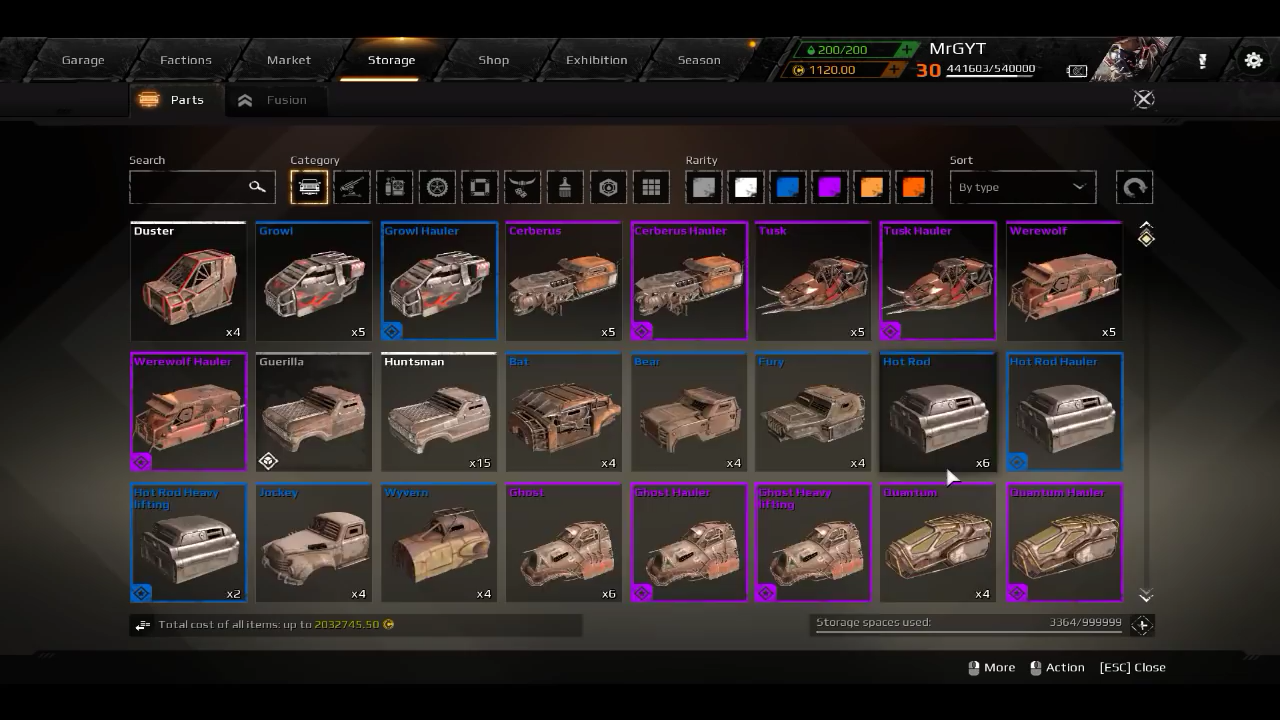 Garage Factions Market Storage Shop Exhibition Season 200/200 MrGYT
1120.00 30 441603/540000
Parts Fusion
Search Category Rarity Sort
By type
Duster Growl Growl Hauler Cerberus Cerberus Hauler Tusk Tusk Hauler Werewolf
x4 x5 x5 x5 x5
Werewolf Hauler Guerilla Huntsman Bat Bear Fury Hot Rod Hot Rod Hauler
x15 x4 x4 x4 x6
Hot Rod Heavy Jockey Wyvern Ghost Ghost Hauler Ghost Heavy Quantum Quantum Hauler
lifting lifting
x2 x4 x4 x6 x4
Total cost of all items: up to 2032745.50 Storage spaces used: 3364/999999
More Action [ESC] Close